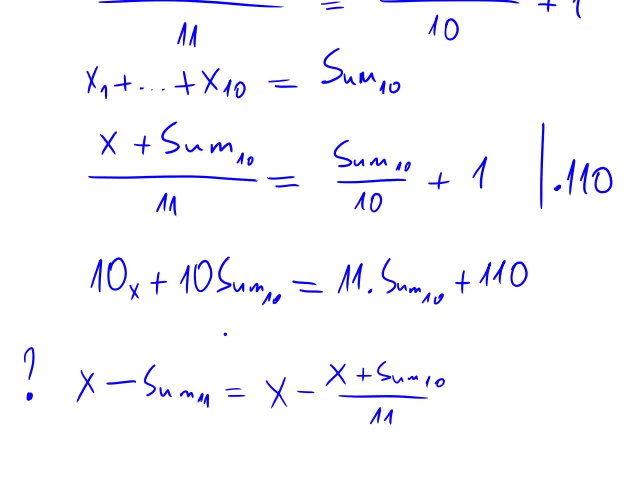 /11 = /10 + 1
x₁+...+x₁₀ = Sum₁₀
(x + Sum₁₀)/11 = Sum₁₀/10 + 1 |.110
10x + 10Sum₁₀ = 11.Sum₁₀ + 110
? x - Sum₁₁ = x - (x + Sum₁₀)/11